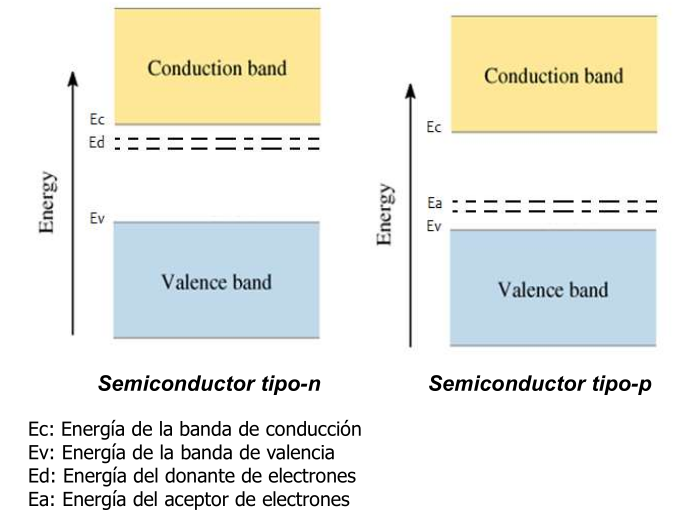 Conduction band
Ec
Ed
Energy
Ev
Valence band
Semiconductor tipo-n
Conduction band
Ec
Energy
Ea
Ev
Valence band
Semiconductor tipo-p
Ec: Energía de la banda de conducción
Ev: Energía de la banda de valencia
Ed: Energía del donante de electrones
Ea: Energía del aceptor de electrones